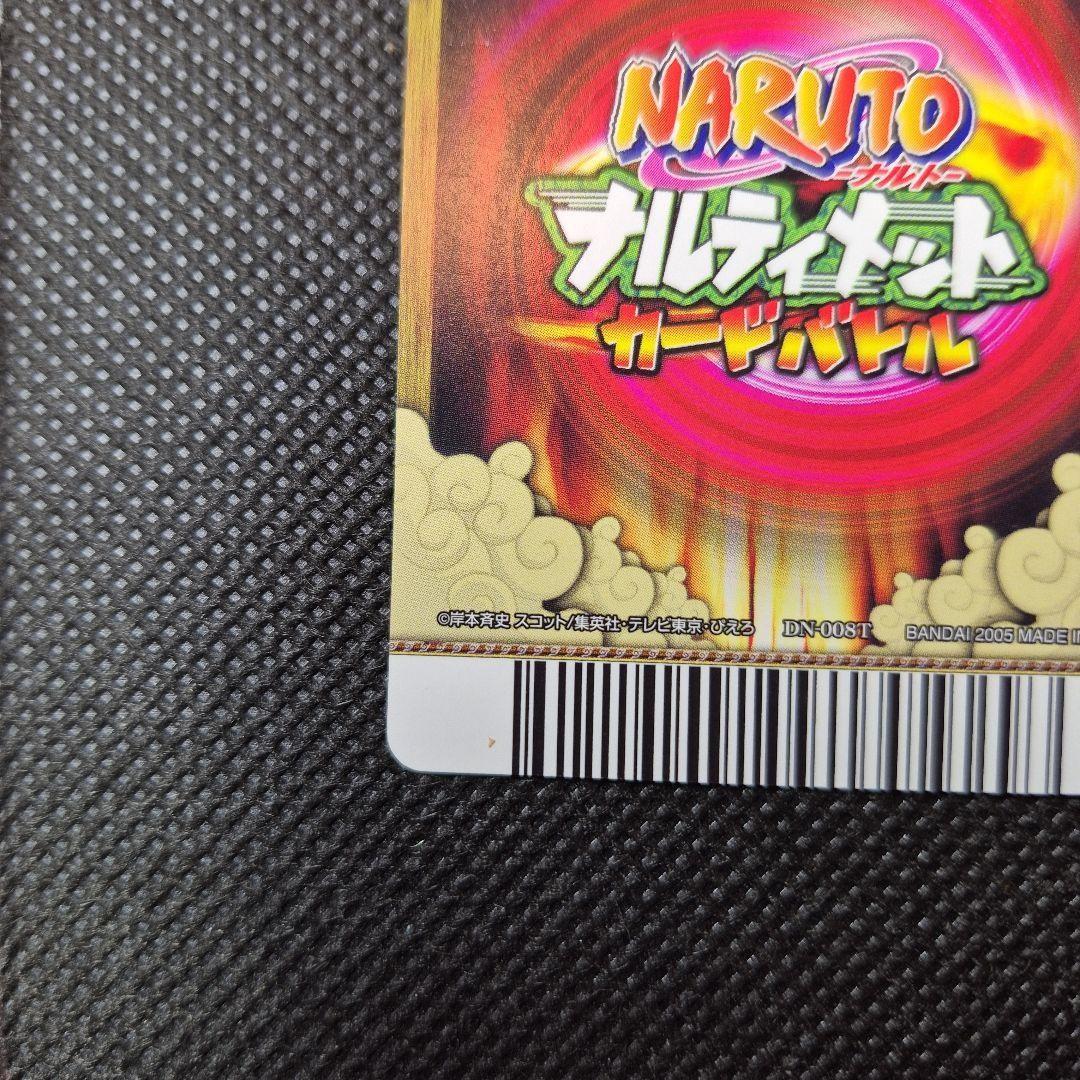 NARUTO
-ナルト-
ナルティメット
カードバトル
©岸本斉史 スコット/集英社・テレビ東京・ぴえろ DN-008T BANDAI 2005 MADE